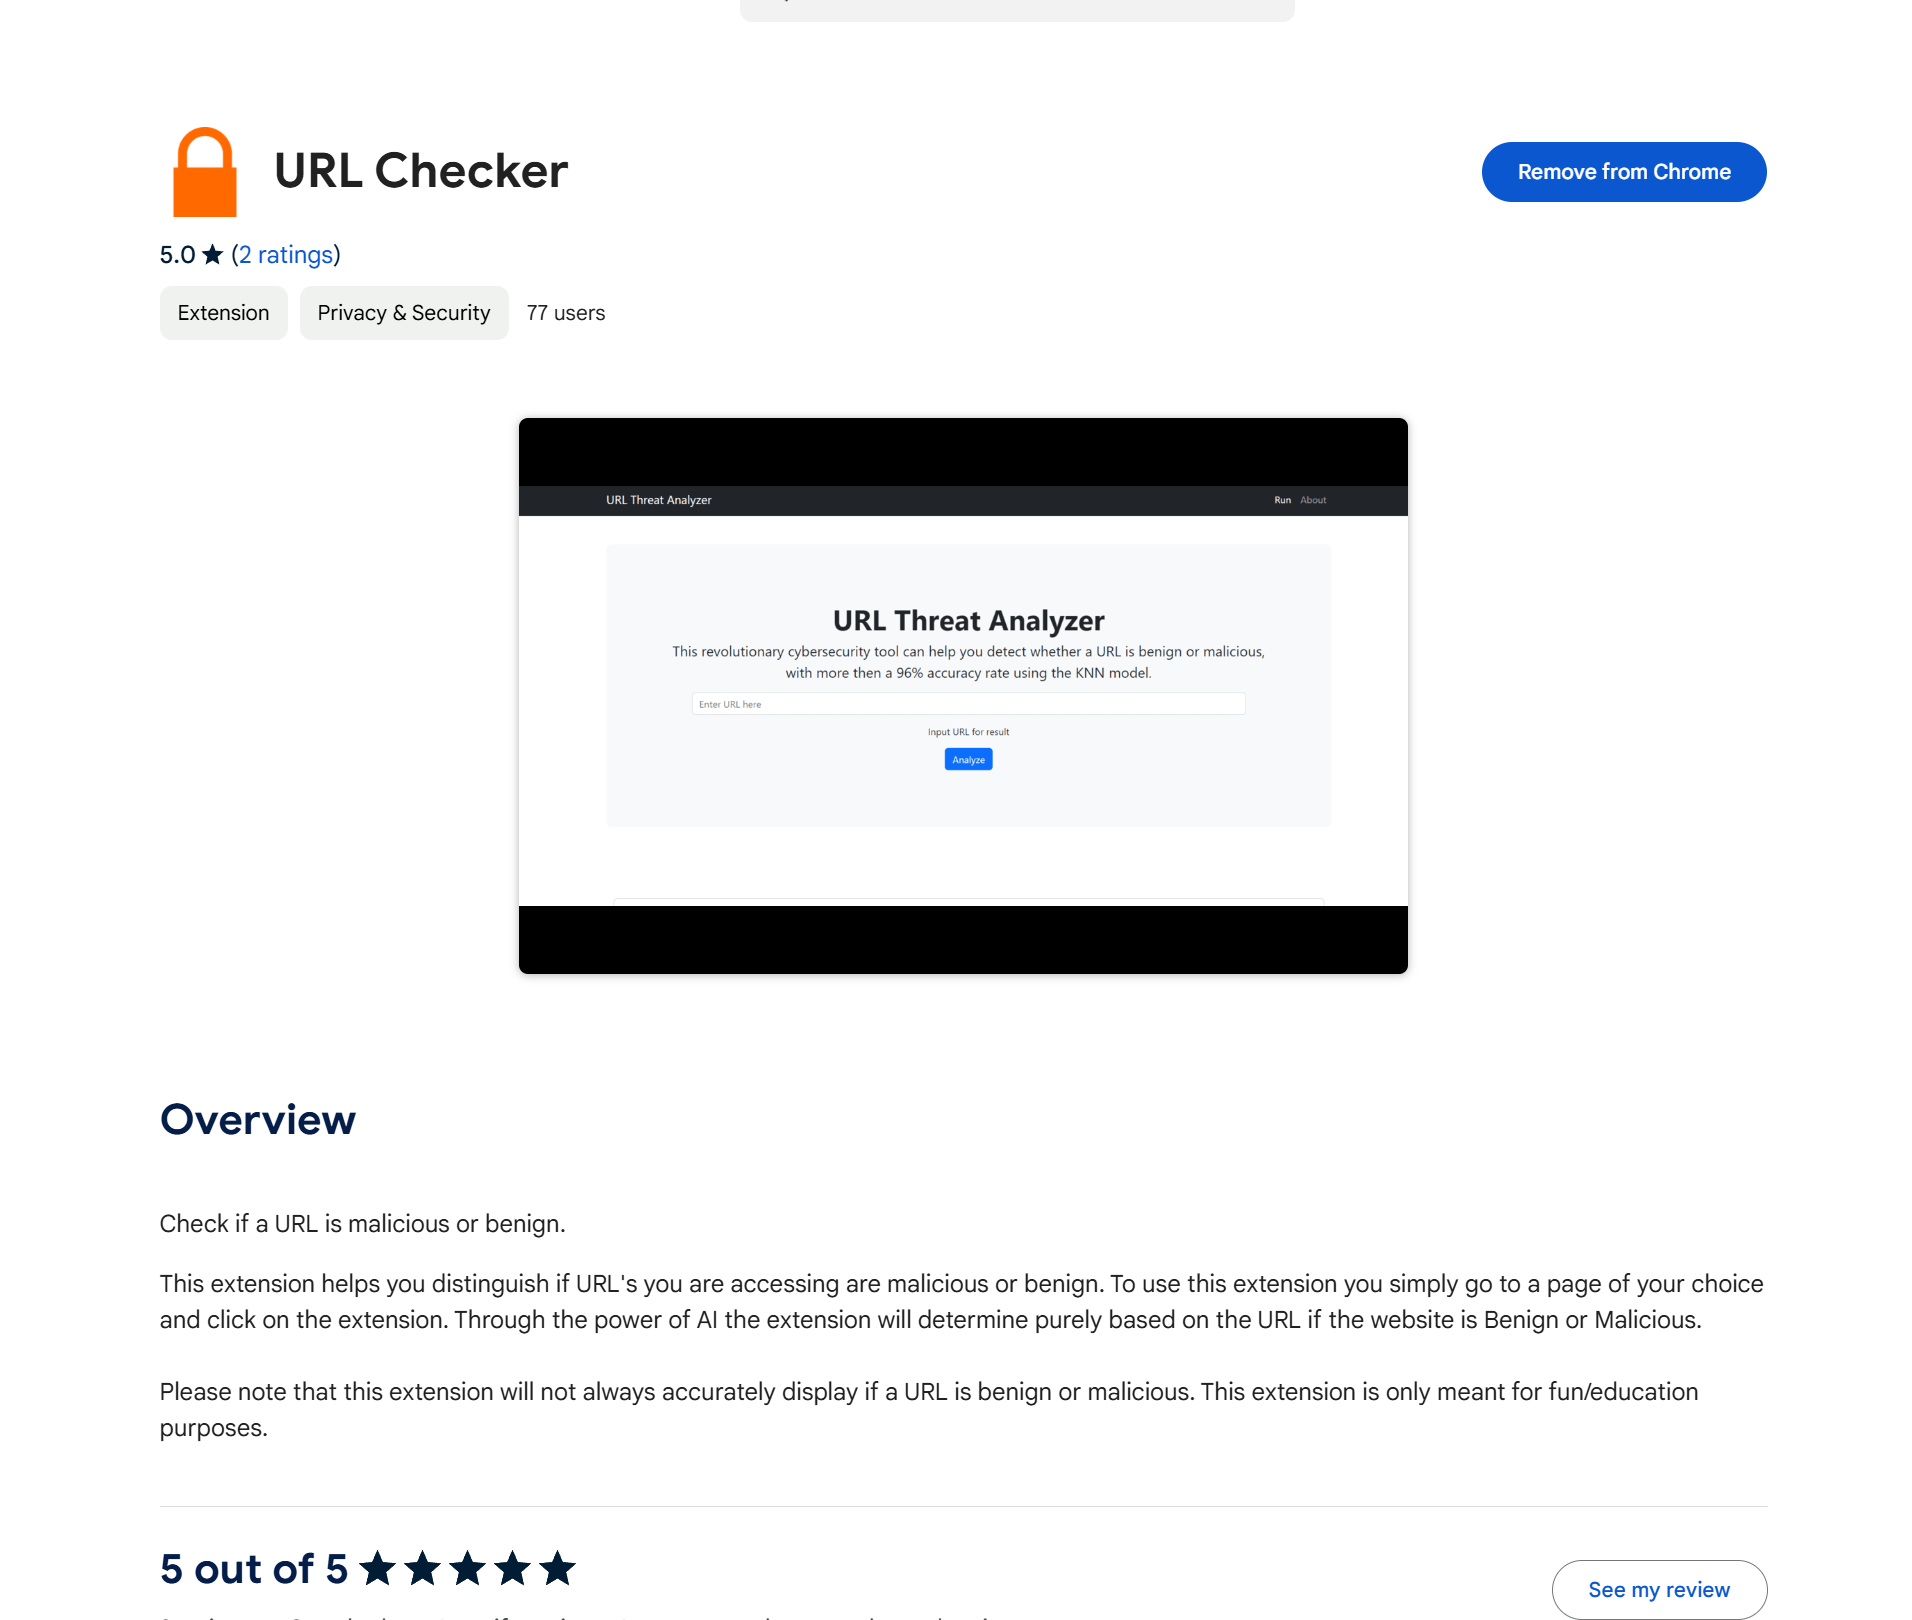 URL Checker
Remove from Chrome
5.0 ★ (2 ratings)
Extension
Privacy & Security
77 users
URL Threat Analyzer
Run
About
URL Threat Analyzer
This revolutionary cybersecurity tool can help you detect whether a URL is benign or malicious,
with more then a 96% accuracy rate using the KNN model.
Enter URL here
Input URL for result
Analyze
Overview
Check if a URL is malicious or benign.
This extension helps you distinguish if URL's you are accessing are malicious or benign. To use this extension you simply go to a page of your choice
and click on the extension. Through the power of AI the extension will determine purely based on the URL if the website is Benign or Malicious.
Please note that this extension will not always accurately display if a URL is benign or malicious. This extension is only meant for fun/education
purposes.
5 out of 5 ★★★★★
See my review